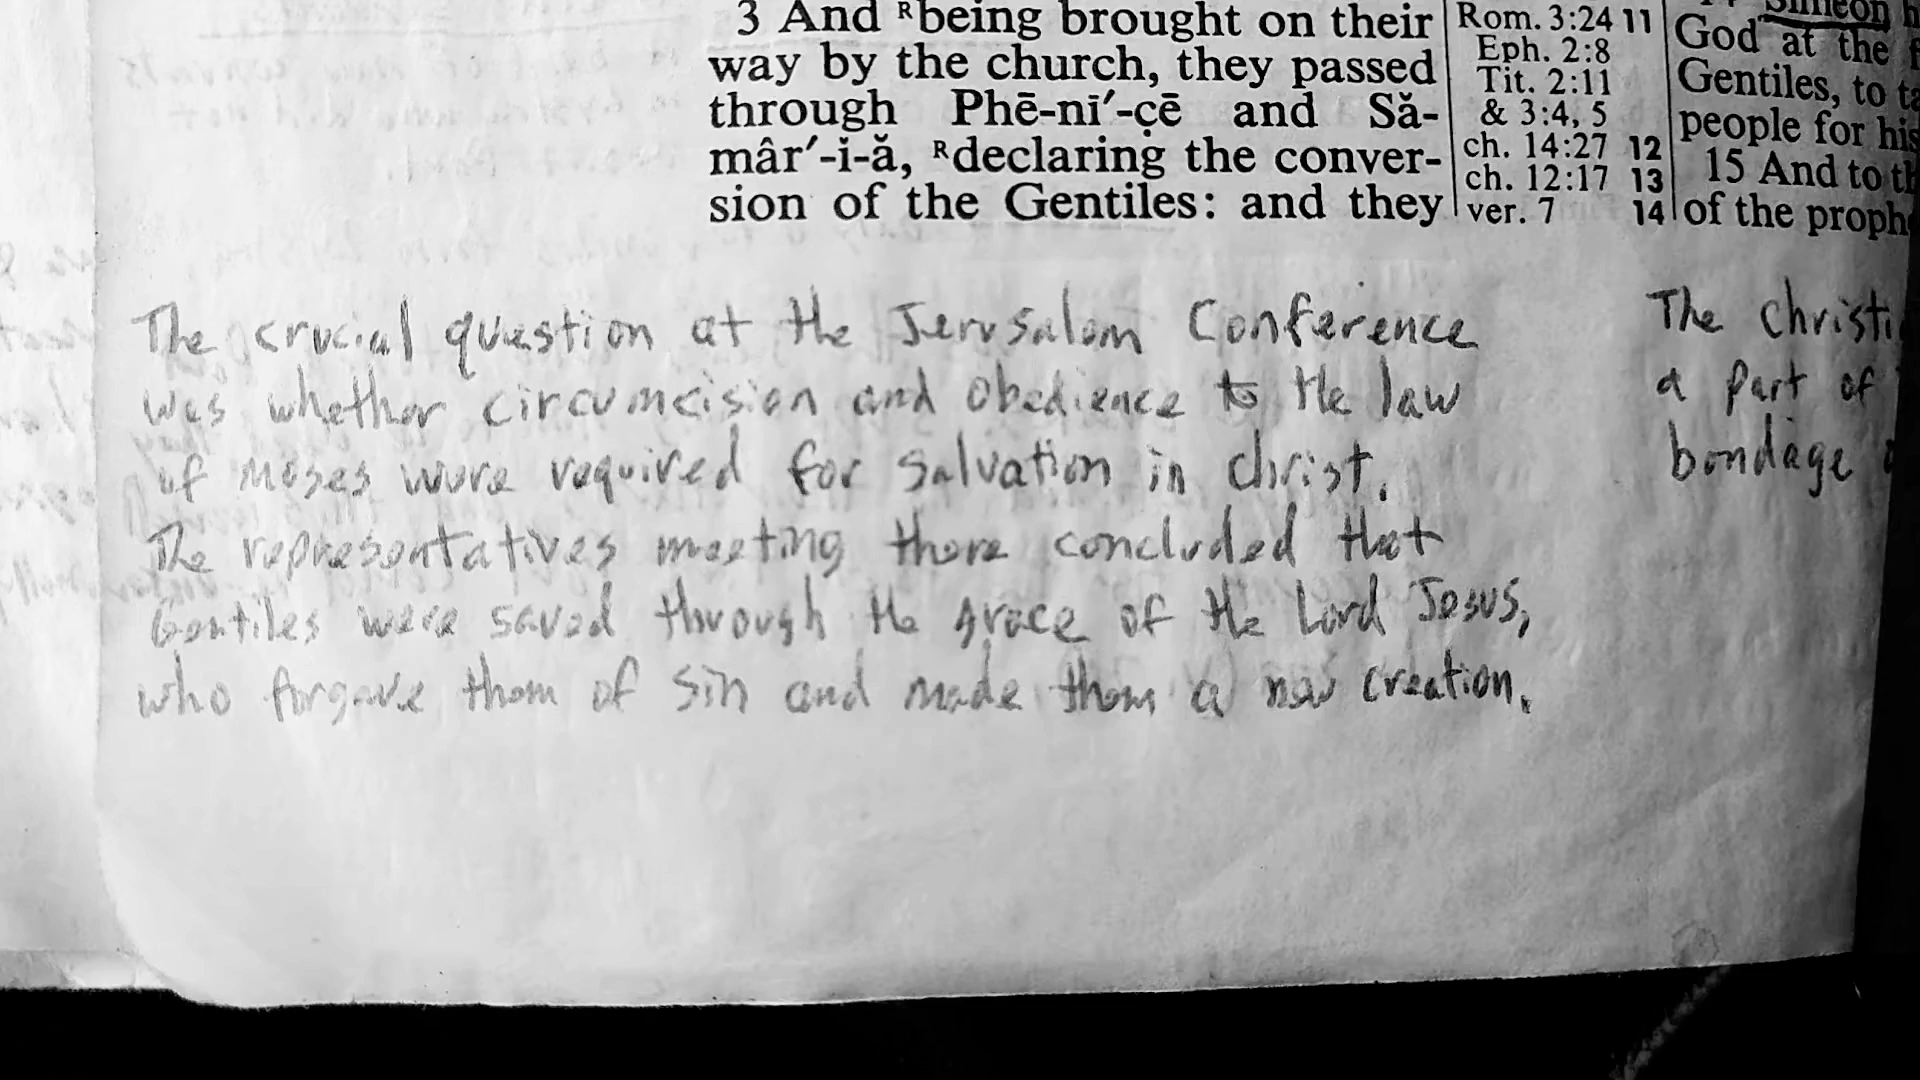 3 And ᴿbeing brought on their
way by the church, they passed
through Phē-nī′-çē and Să-
mâr′-ĭ-ă, ᴿdeclaring the conver-
sion of the Gentiles: and they
Rom. 3:24 11
Eph. 2:8
Tit. 2:11
& 3:4, 5
ch. 14:27 12
ch. 12:17 13
ver. 7 14
Simeon
God at the
Gentiles, to
people for his
15 And to
of the
The crucial question at the Jerusalem Conference
was whether circumcision and obedience to the law
of Moses were required for salvation in christ.
The representatives meeting there concluded that
Gentiles were saved through the grace of the Lord Jesus,
who forgave them of sin and made them a new creation.
The
a part of
bondage